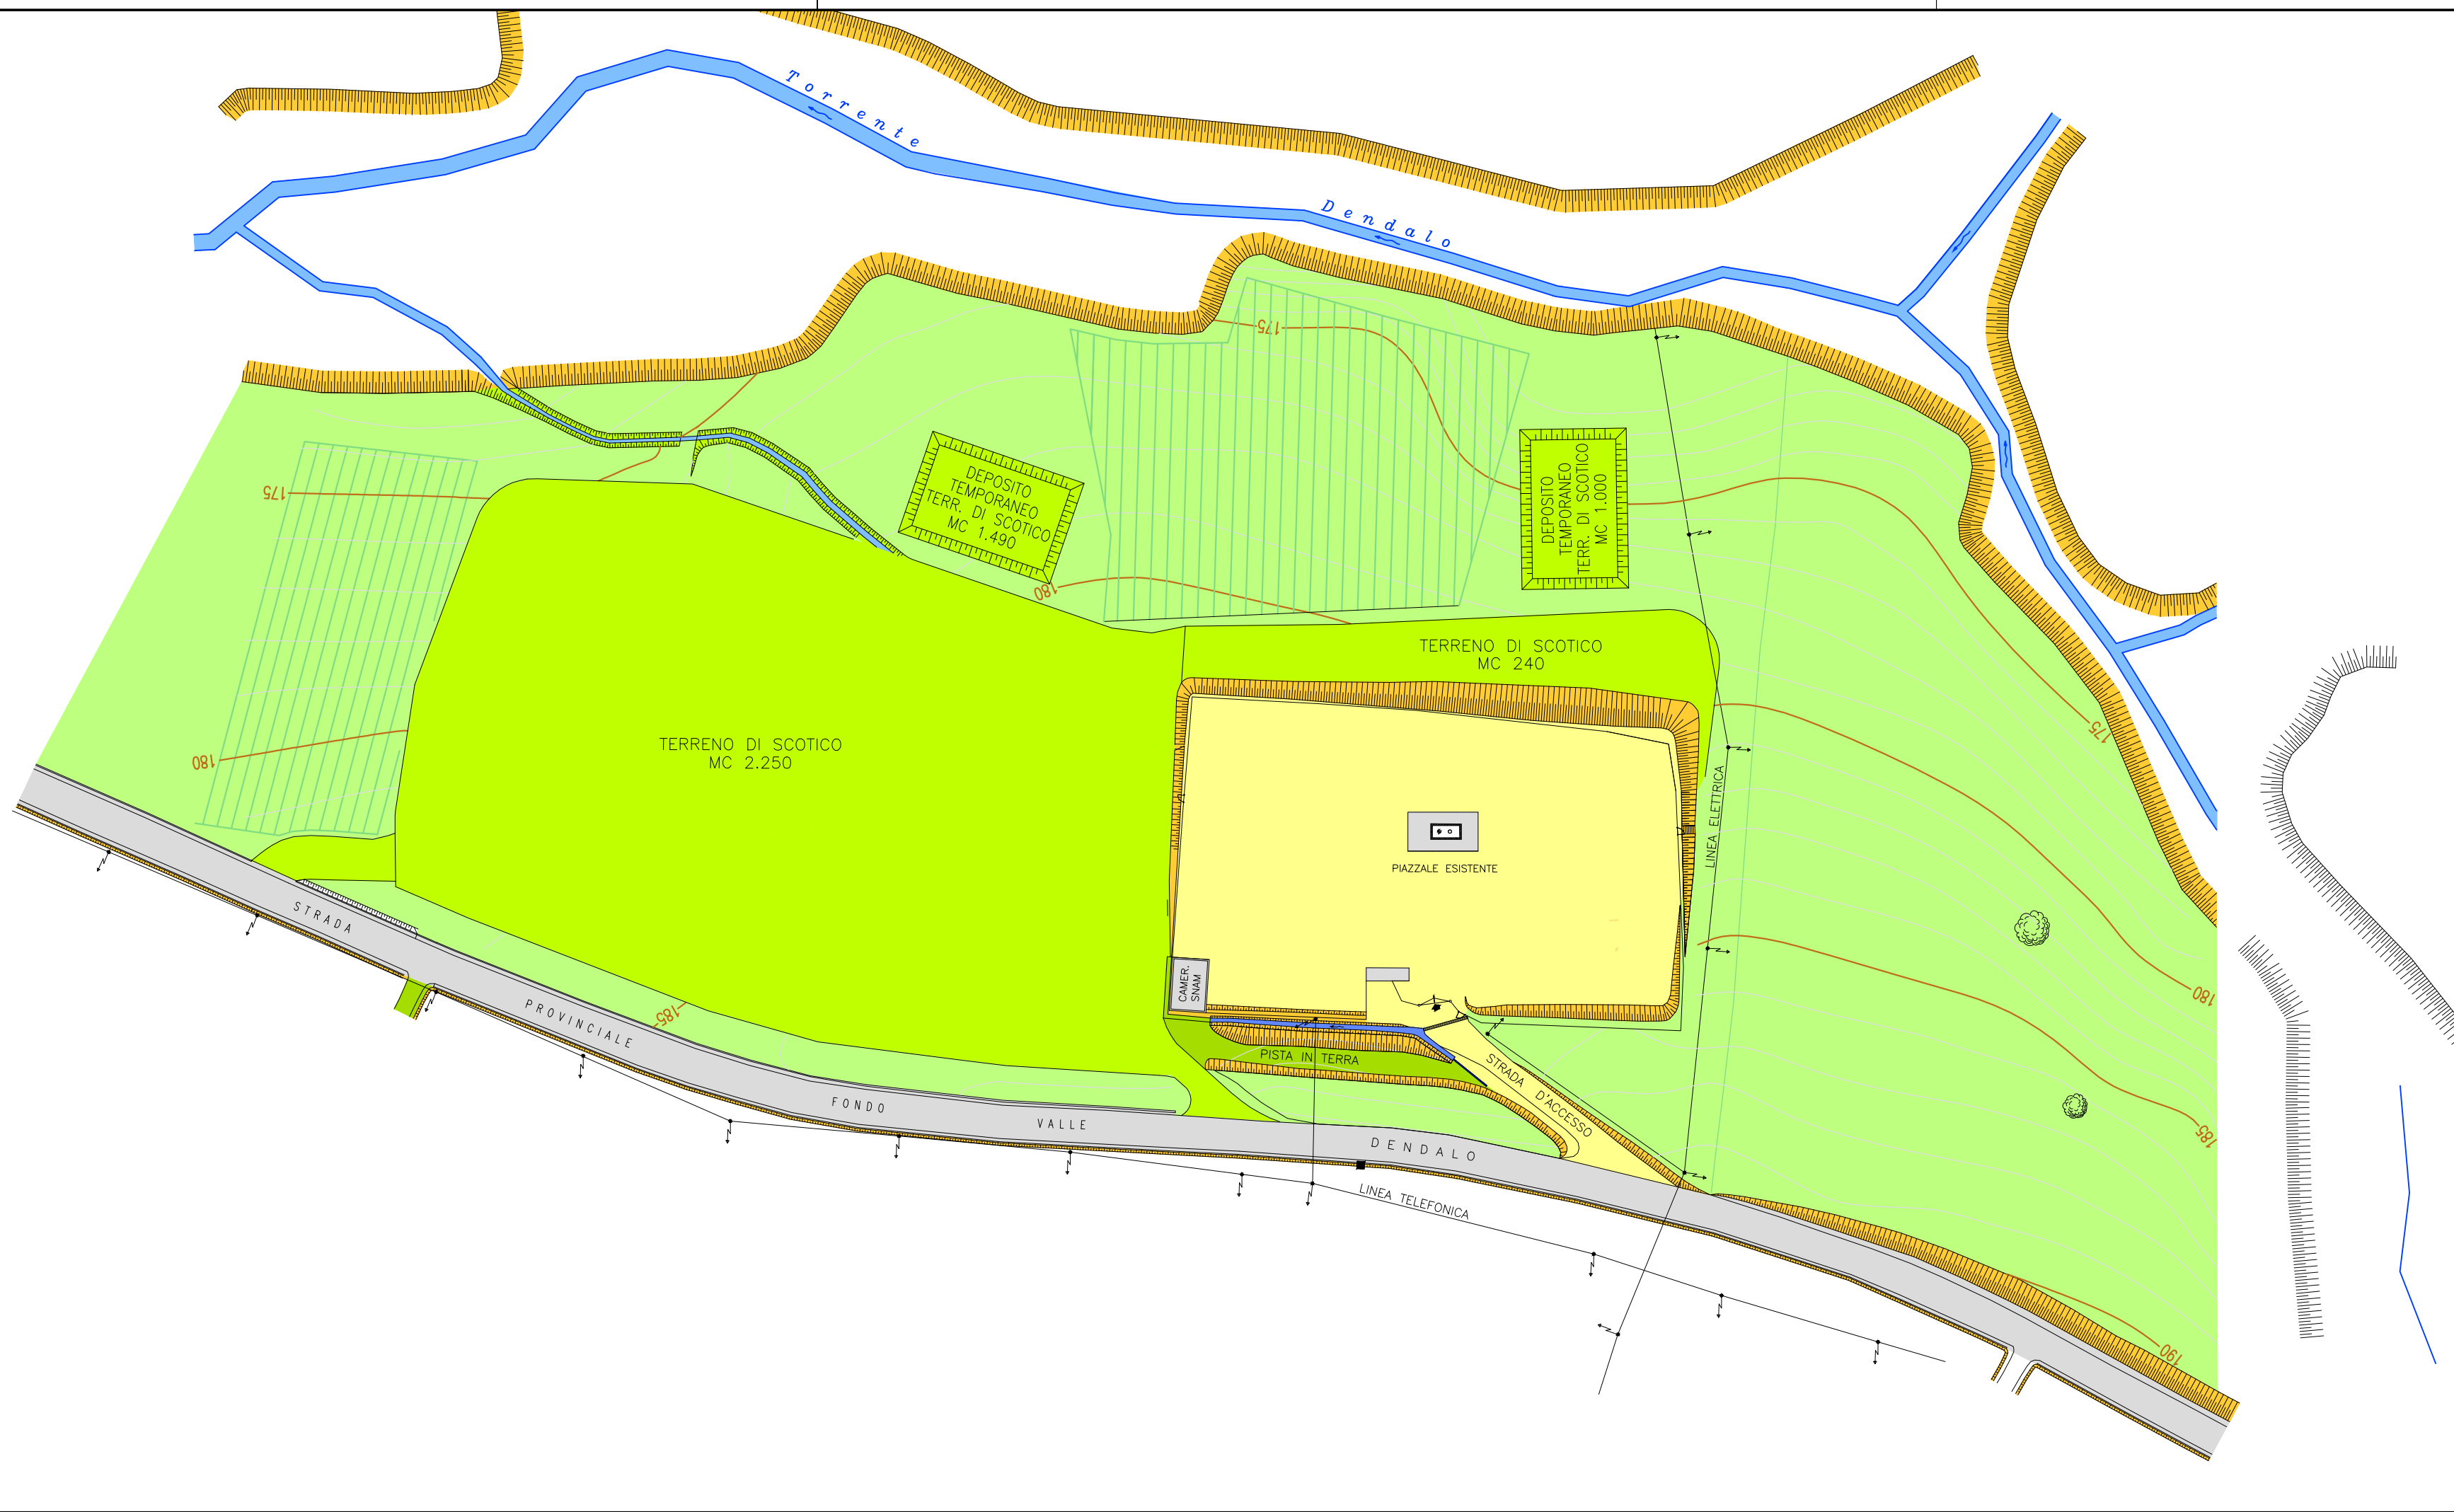 Torrente
Dendalo
175
175
DEPOSITO
TEMPORANEO
TERR. DI SCOTICO
MC 1.490
DEPOSITO
TEMPORANEO
TERR. DI SCOTICO
MC 1.000
180
TERRENO DI SCOTICO
MC 240
TERRENO DI SCOTICO
MC 2.250
180
175
LINEA ELETTRICA
PIAZZALE ESISTENTE
CAMER.
SNAM
STRADA
PROVINCIALE
185
FONDO
VALLE
DENDALO
PISTA IN TERRA
STRADA
D'ACCESSO
LINEA TELEFONICA
180
185
190